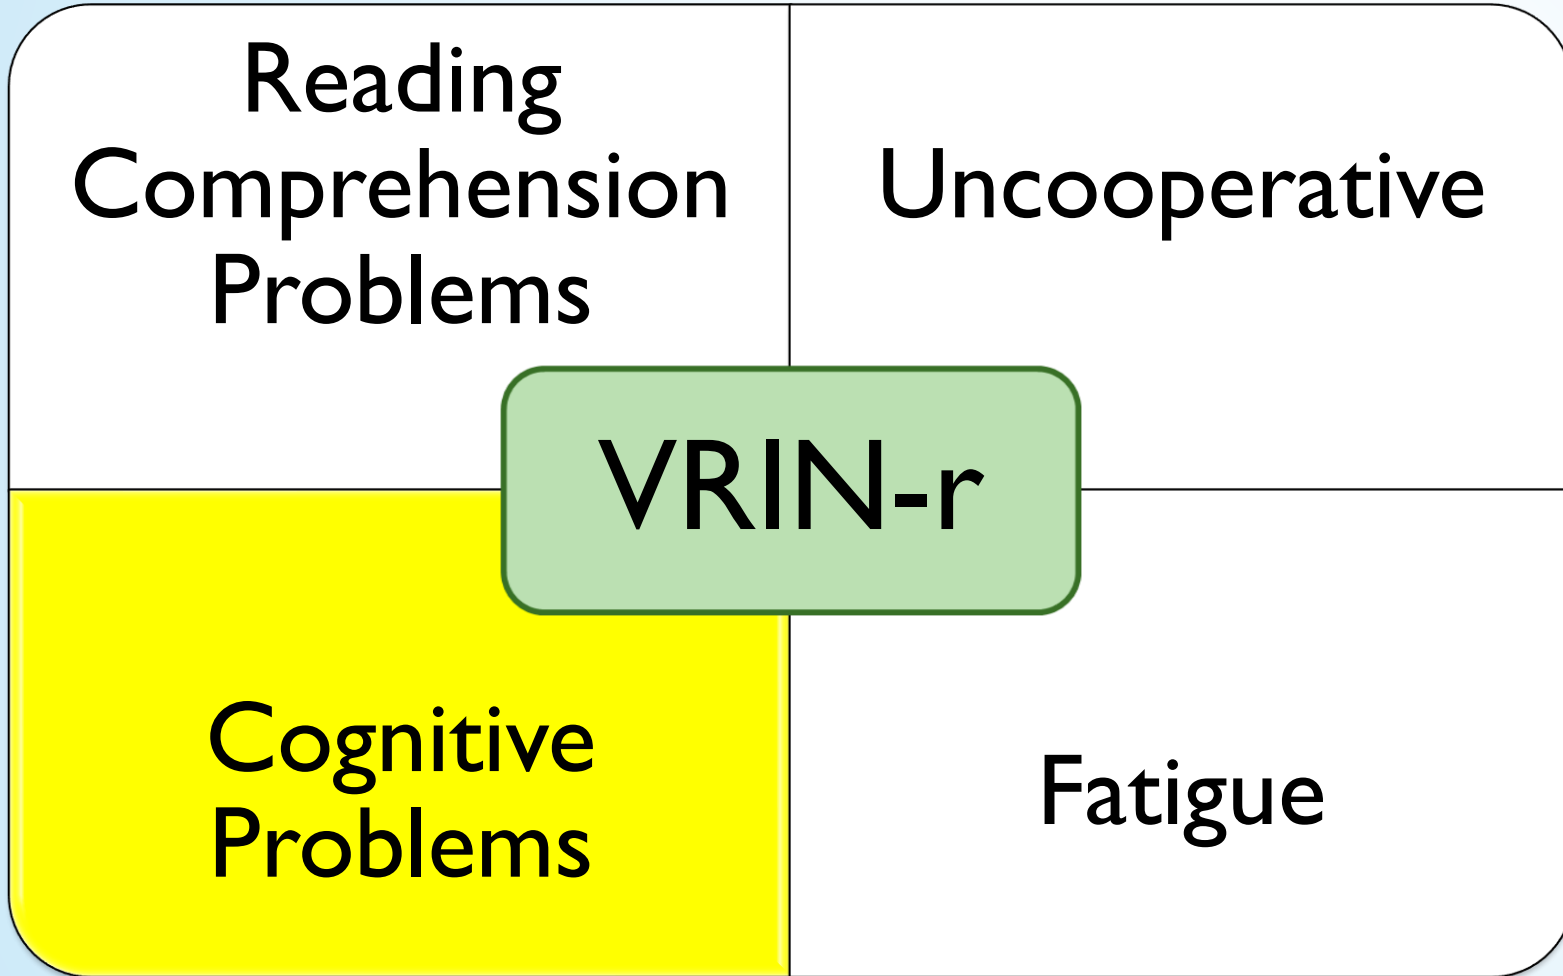 Reading
Comprehension
Problems
Uncooperative
VRIN-r
Cognitive
Problems
Fatigue